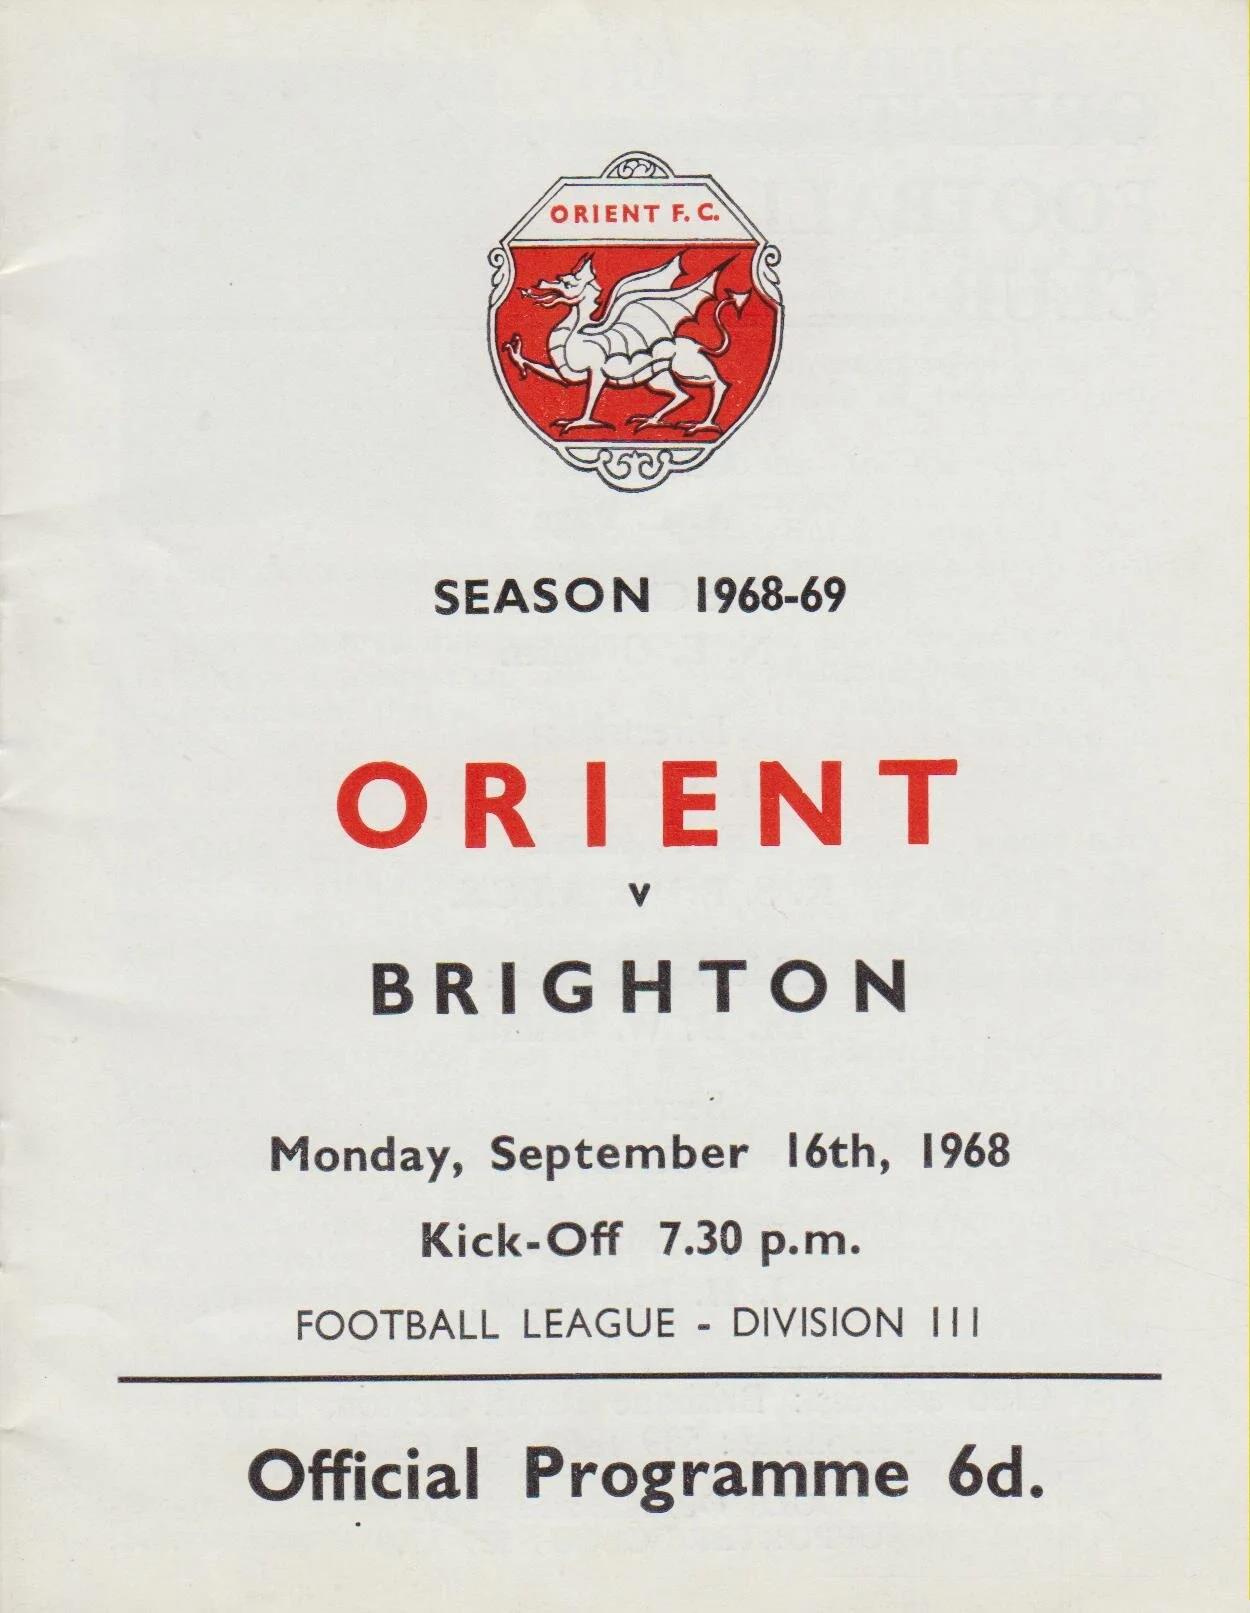 ORIENT F. C.
SEASON 1968-69
ORIENT
v
BRIGHTON
Monday, September 16th, 1968
Kick-Off 7.30 p.m.
FOOTBALL LEAGUE - DIVISION III
Official Programme 6d.